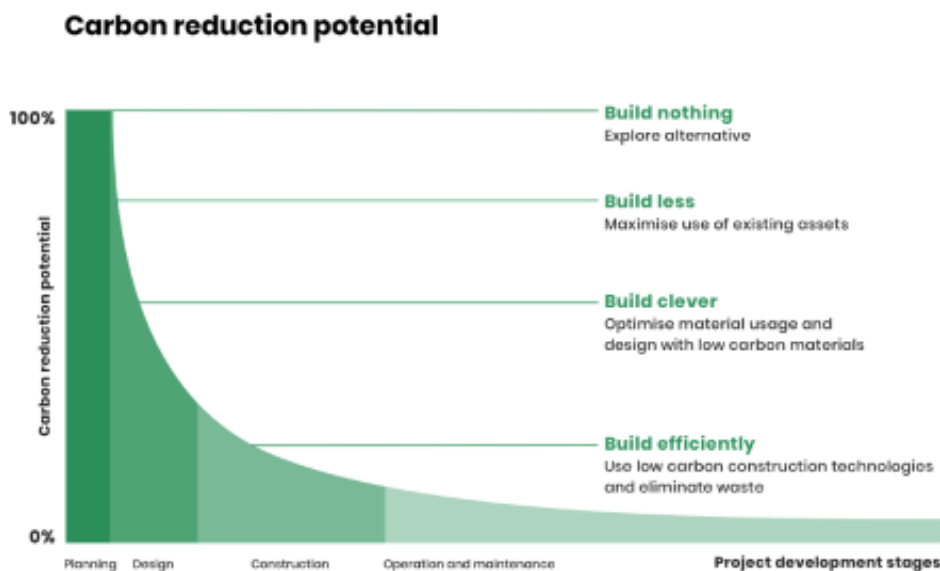 Carbon reduction potential
100%
Build nothing
Explore alternative
Build less
Maximise use of existing assets
Carbon reduction potential
Build clever
Optimise material usage and
design with low carbon materials
Build efficiently
Use low carbon construction technologies
and eliminate waste
0%
Planning
Design
Construction
Operation and maintenance
Project development stages